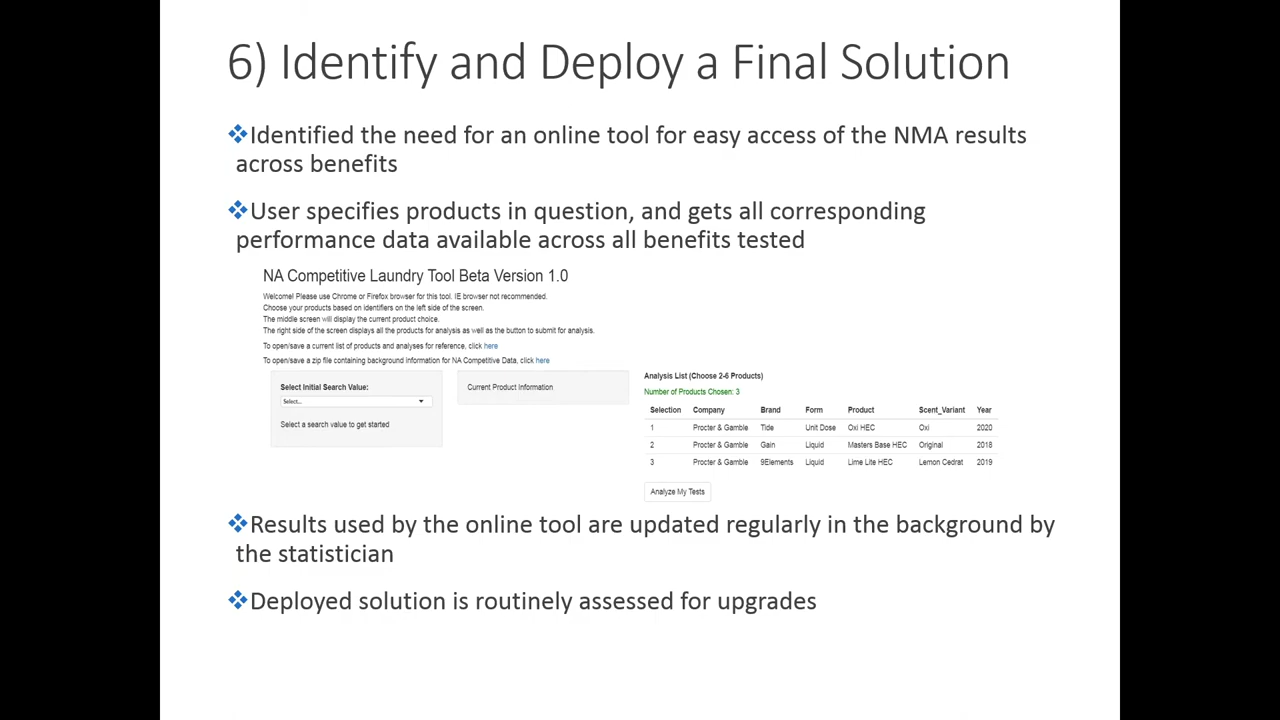 6) Identify and Deploy a Final Solution
❖Identified the need for an online tool for easy access of the NMA results
across benefits
❖User specifies products in question, and gets all corresponding
performance data available across all benefits tested
NA Competitive Laundry Tool Beta Version 1.0
Welcome! Please use Chrome or Firefox browser for this tool. IE browser not recommended.
Choose your products based on identifiers on the left side of the screen.
The middle screen will display the current product choice.
The right side of the screen displays all the products for analysis as well as the button to submit for analysis.
To open/save a current list of products and analyses for reference, click here
To open/save a zip file containing background information for NA Competitive Data, click here
Select Initial Search Value:
Select...
Select a search value to get started
Current Product Information
Analysis List (Choose 2-6 Products)
Number of Products Chosen: 3
Selection Company Brand Form Product Scent_Variant Year
1 Procter & Gamble Tide Unit Dose Oxi HEC Oxi 2020
2 Procter & Gamble Gain Liquid Masters Base HEC Original 2018
3 Procter & Gamble 9Elements Liquid Lime Lite HEC Lemon Cedrat 2019
Analyze My Tests
❖Results used by the online tool are updated regularly in the background by
the statistician
❖Deployed solution is routinely assessed for upgrades